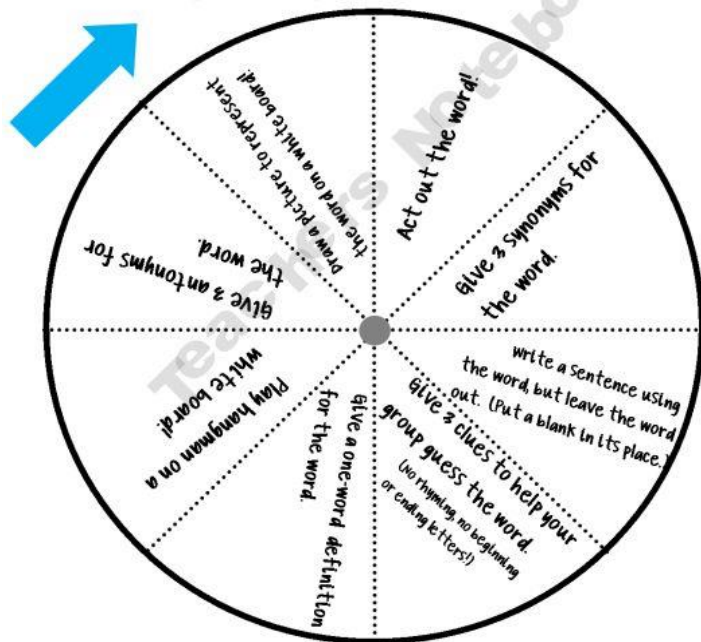 Act out the word!
Give 3 synonyms for
the word.
write a sentence using
the word, but leave the word
out. (Put a blank in its place.)
Give 3 clues to help your
group guess the word.
(No rhyming, no beginning
or ending letters!)
Give a one-word definition
for the word.
Play hangman on a
white board!
Give 3 antonyms for
the word.
Draw a picture to represent
the word on a white board!
Teachers Notebo